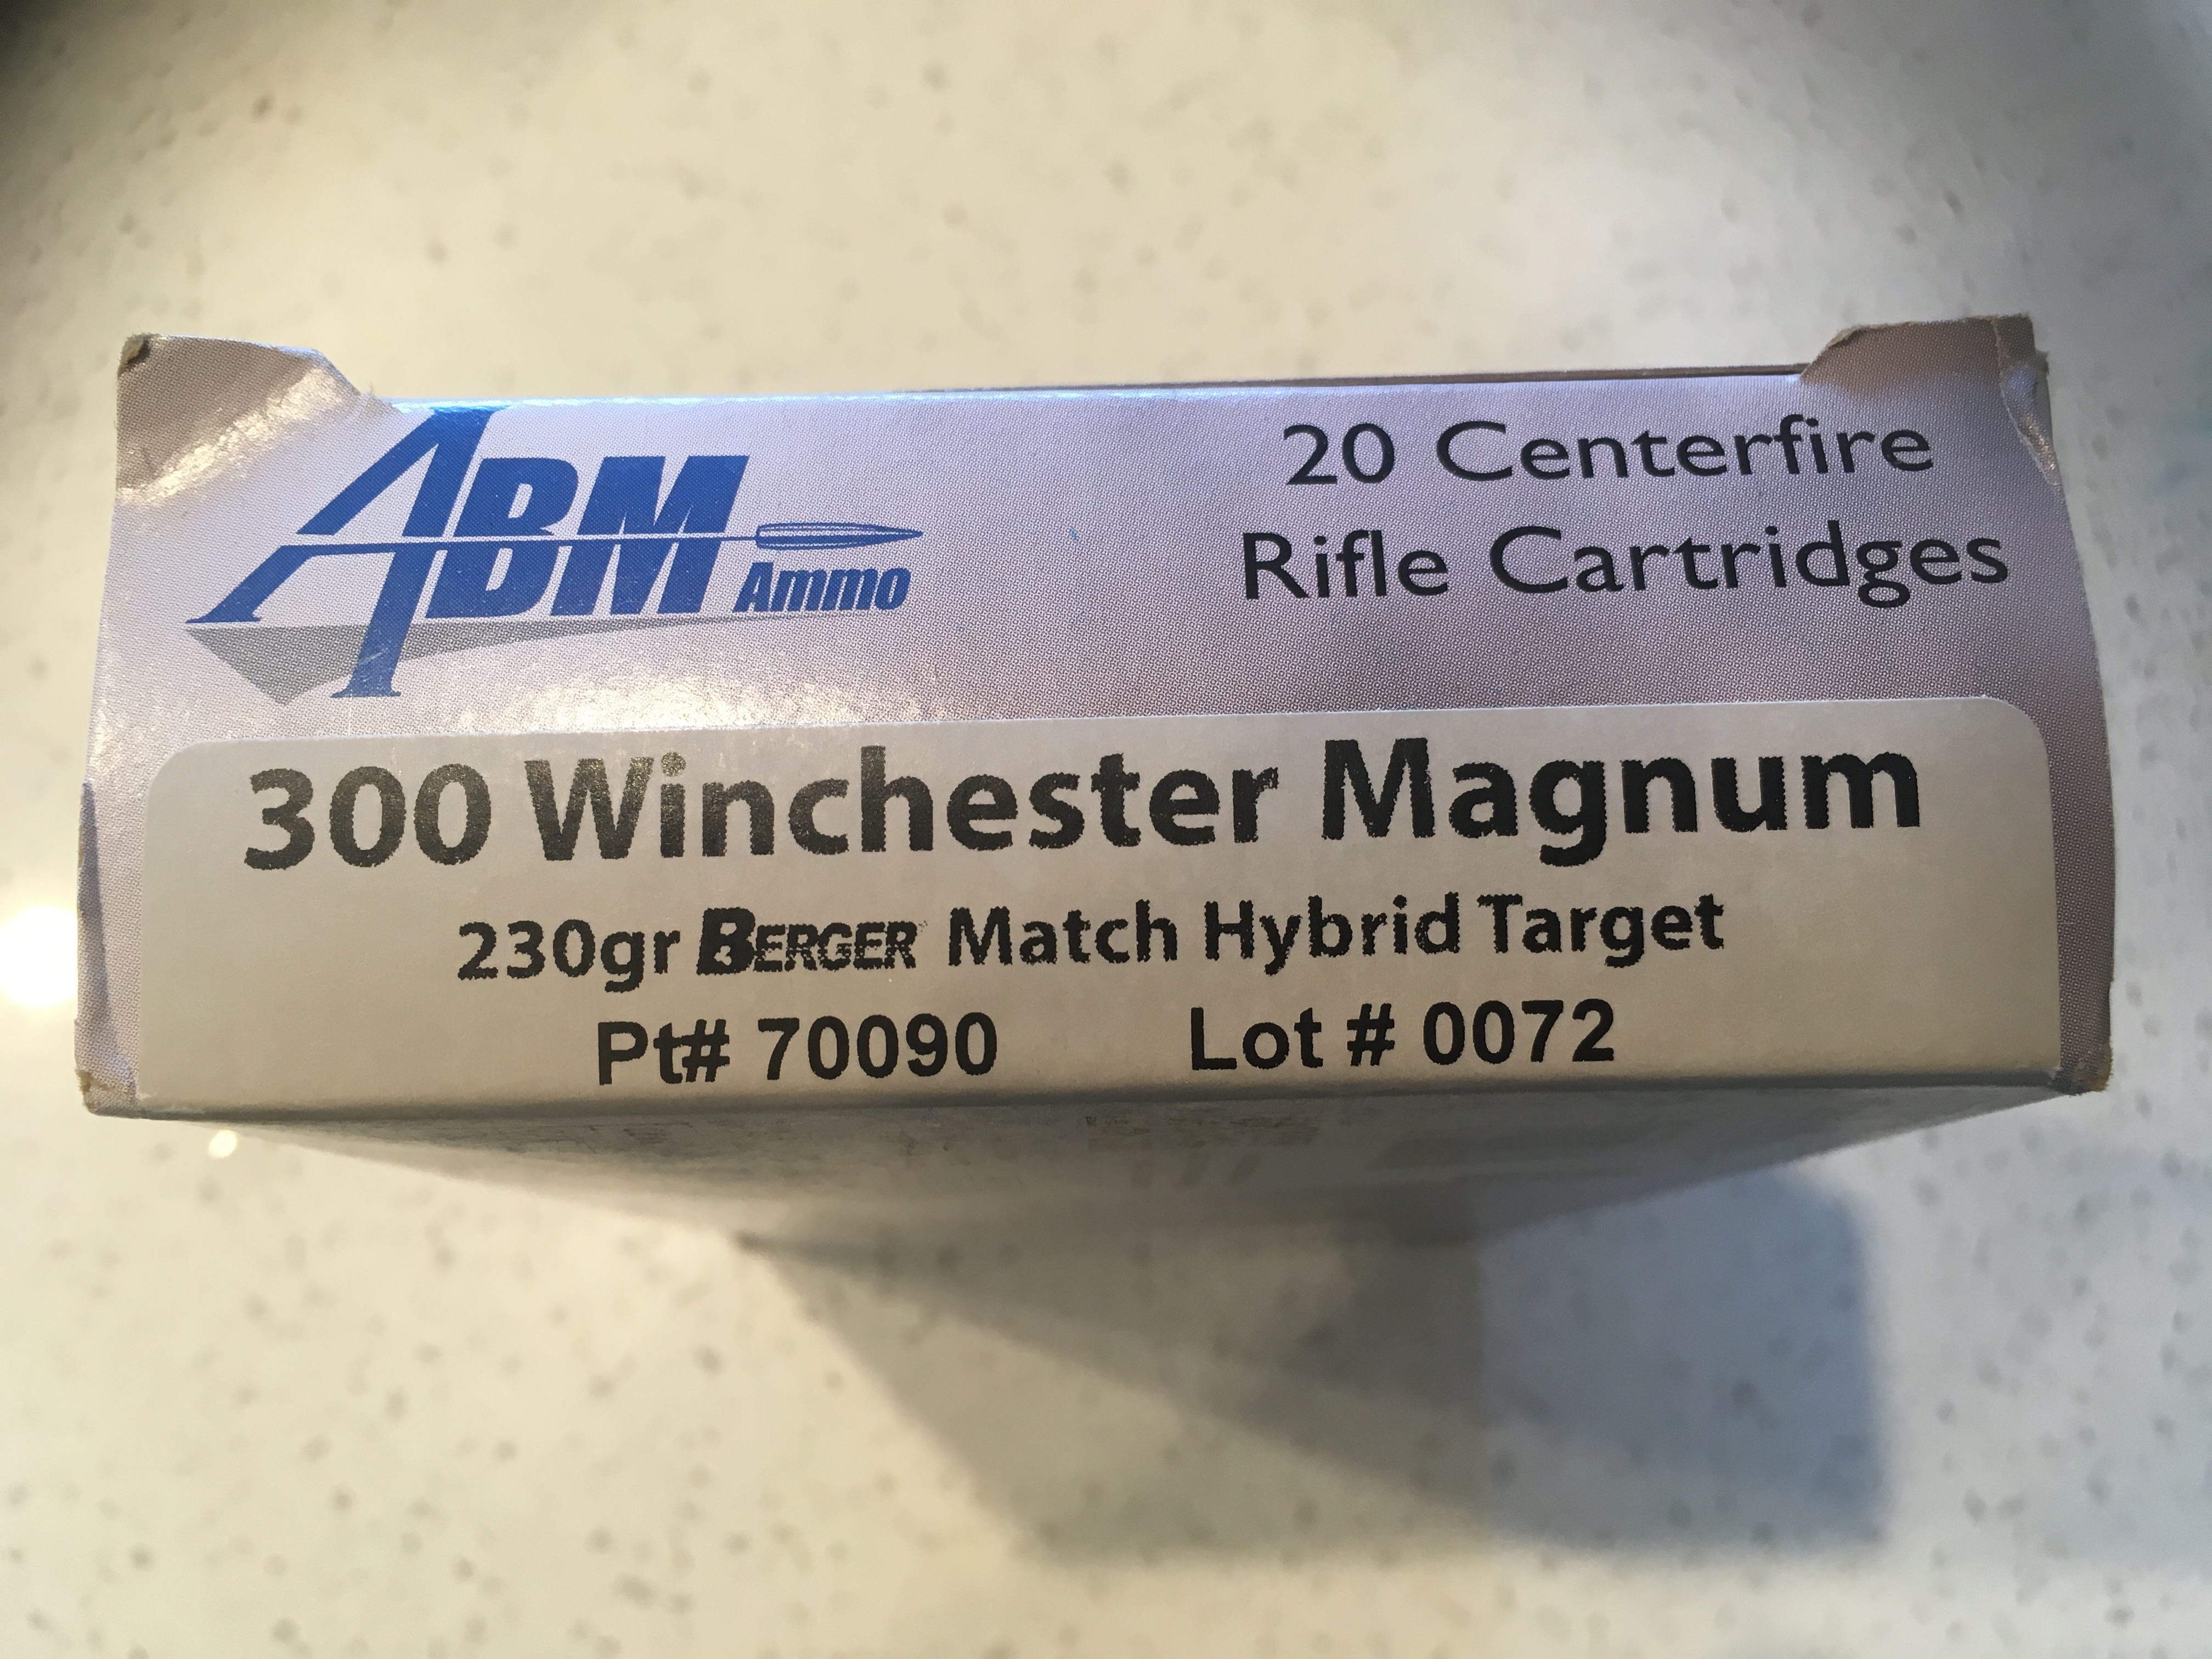 ABM
Ammo
20 Centerfire
Rifle Cartridges
300 Winchester Magnum
230gr BERGER Match Hybrid Target
Pt# 70090 Lot # 0072